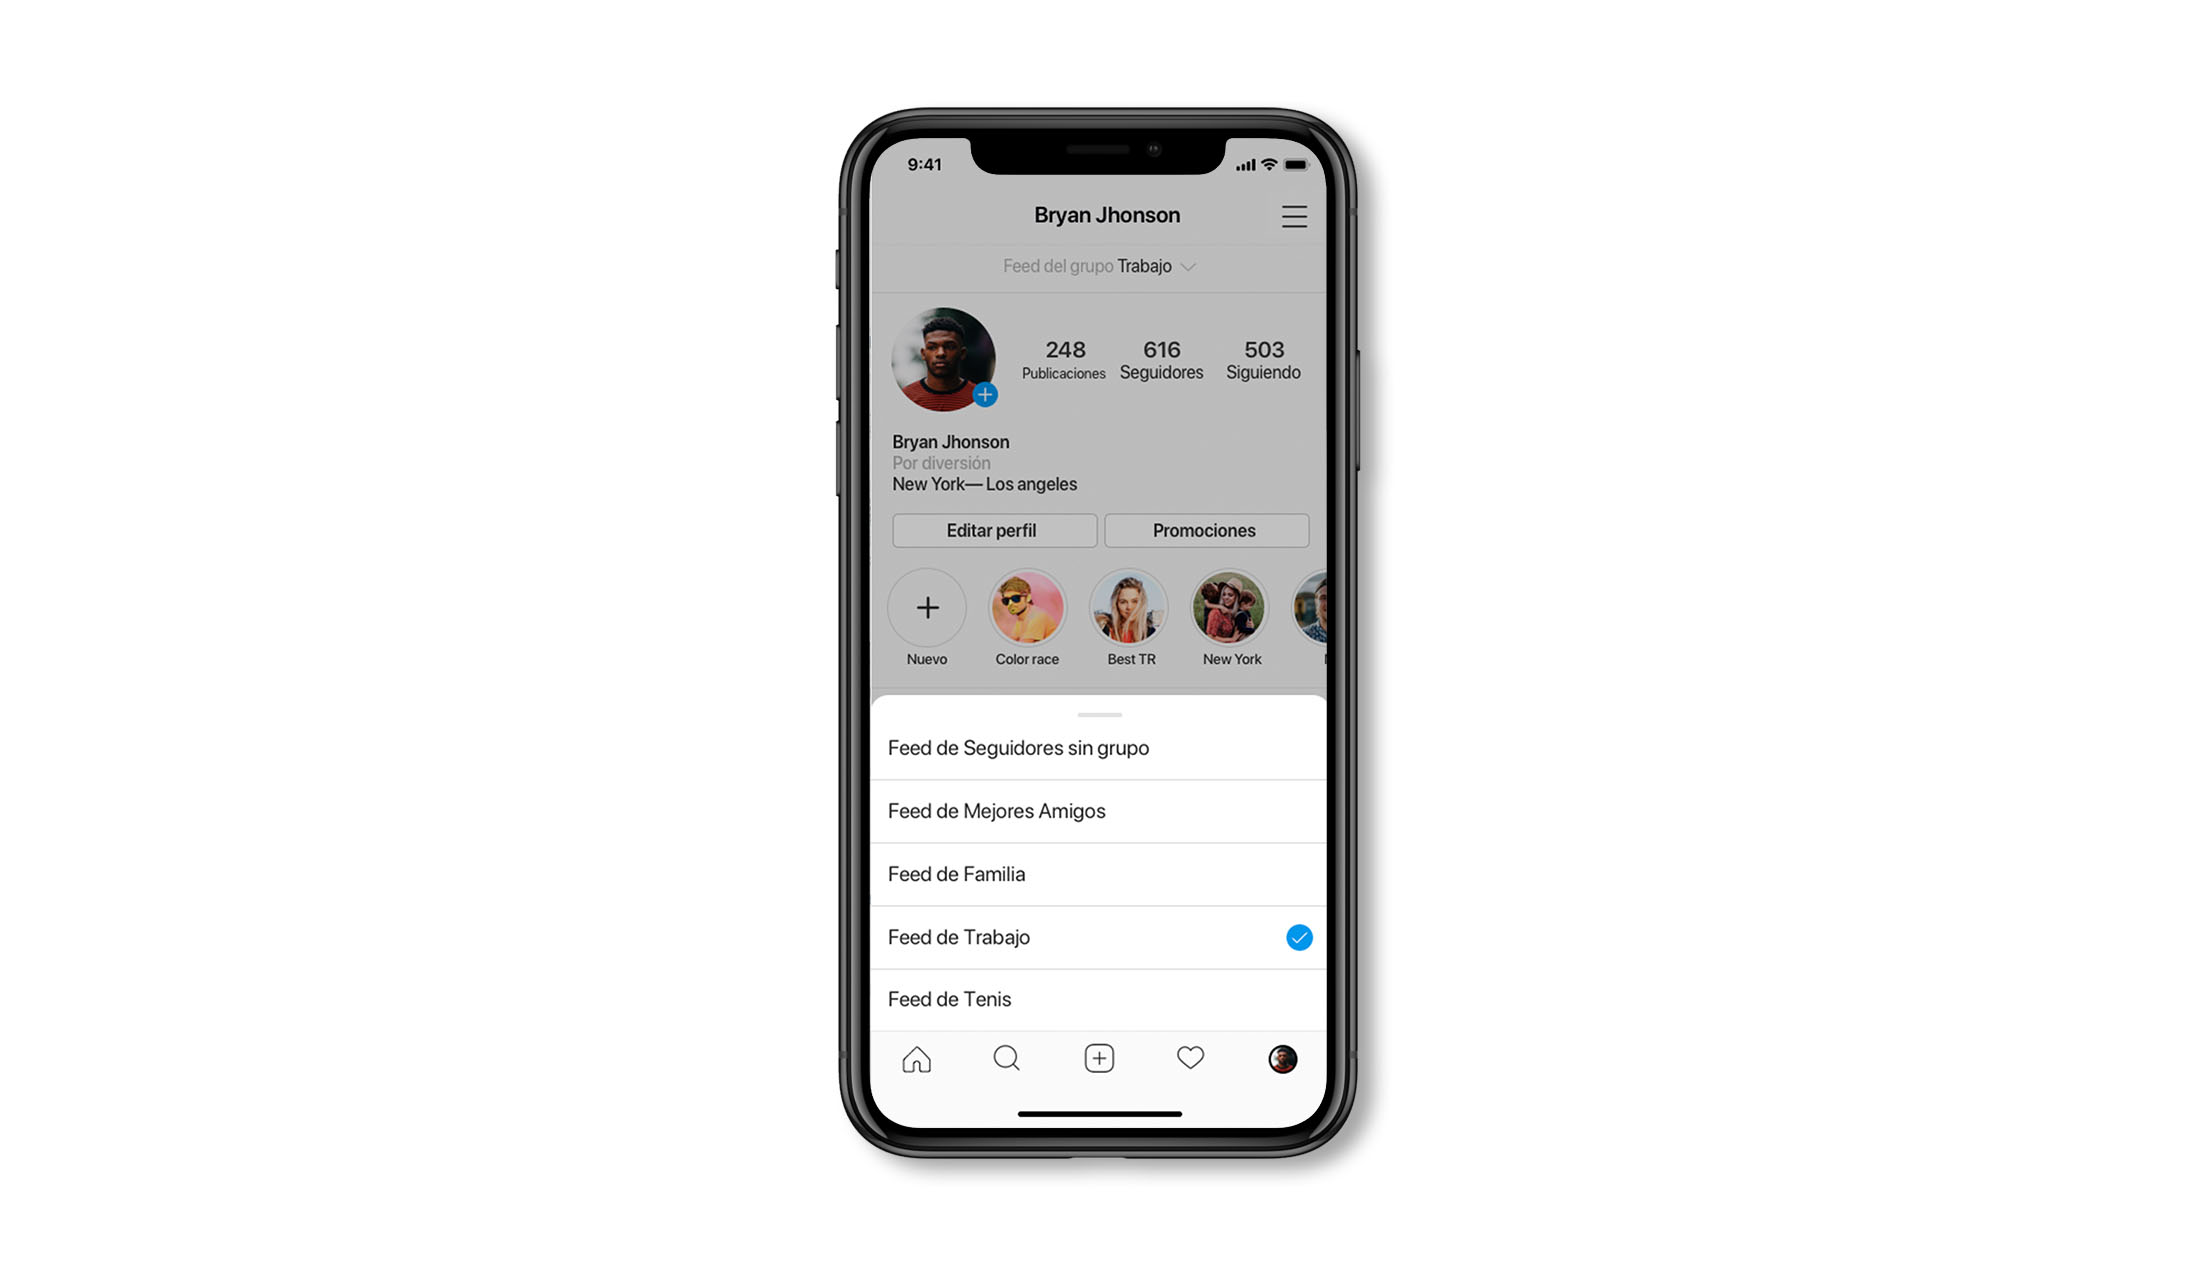 9:41
Bryan Jhonson
Feed del grupo Trabajo
248 616 503
Publicaciones Seguidores Siguiendo
Bryan Jhonson
Por diversión
New York— Los angeles
Editar perfil Promociones
Nuevo Color race Best TR New York
Feed de Seguidores sin grupo
Feed de Mejores Amigos
Feed de Familia
Feed de Trabajo
Feed de Tenis